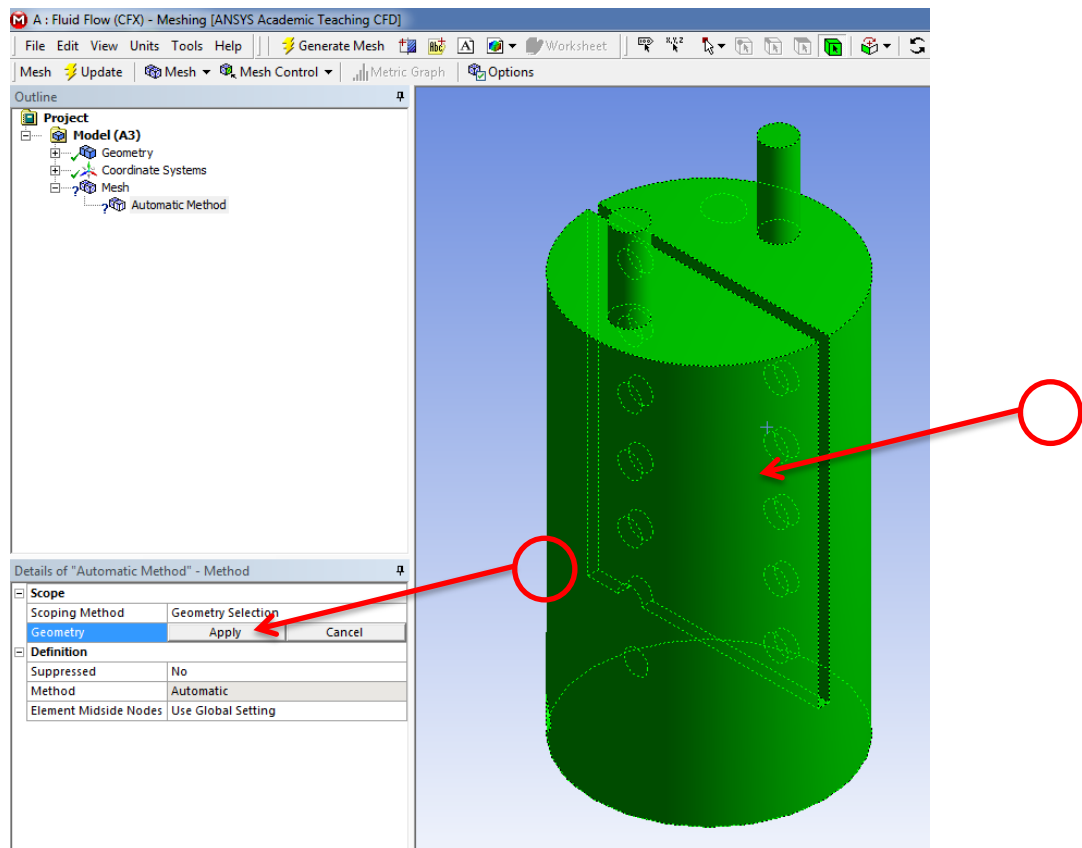 A : Fluid Flow (CFX) - Meshing [ANSYS Academic Teaching CFD]
File Edit View Units Tools Help Generate Mesh Abc A Worksheet X,Y,Z
Mesh Update Mesh Mesh Control Metric Graph Options
Outline
Project
Model (A3)
Geometry
Coordinate Systems
Mesh
Automatic Method
Details of "Automatic Method" - Method
Scope
Scoping Method Geometry Selection
Geometry Apply Cancel
Definition
Suppressed No
Method Automatic
Element Midside Nodes Use Global Setting